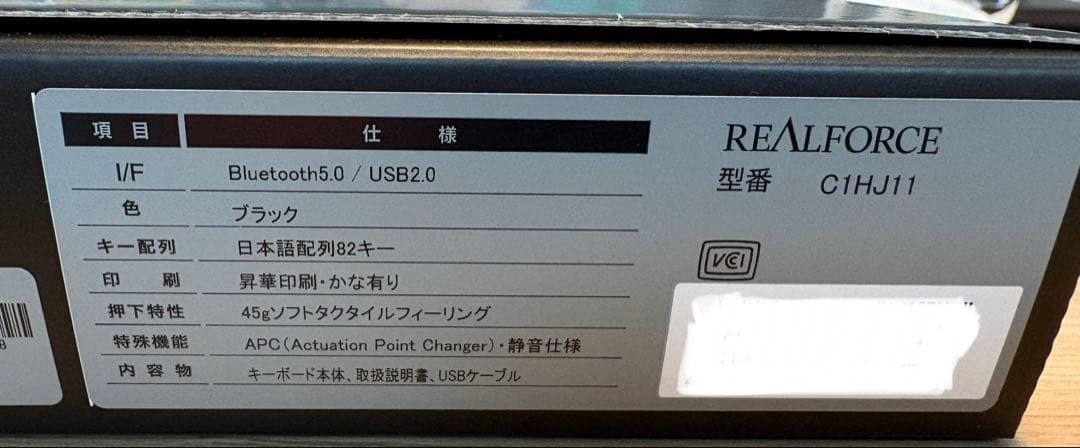 項目 仕様
I/F Bluetooth5.0 / USB2.0
色 ブラック
キー配列 日本語配列82キー
印刷 昇華印刷・かな有り
押下特性 45gソフトタクタイルフィーリング
特殊機能 APC(Actuation Point Changer)・静音仕様
内容物 キーボード本体、取扱説明書、USBケーブル
REALFORCE
型番 C1HJ11
VCI
8